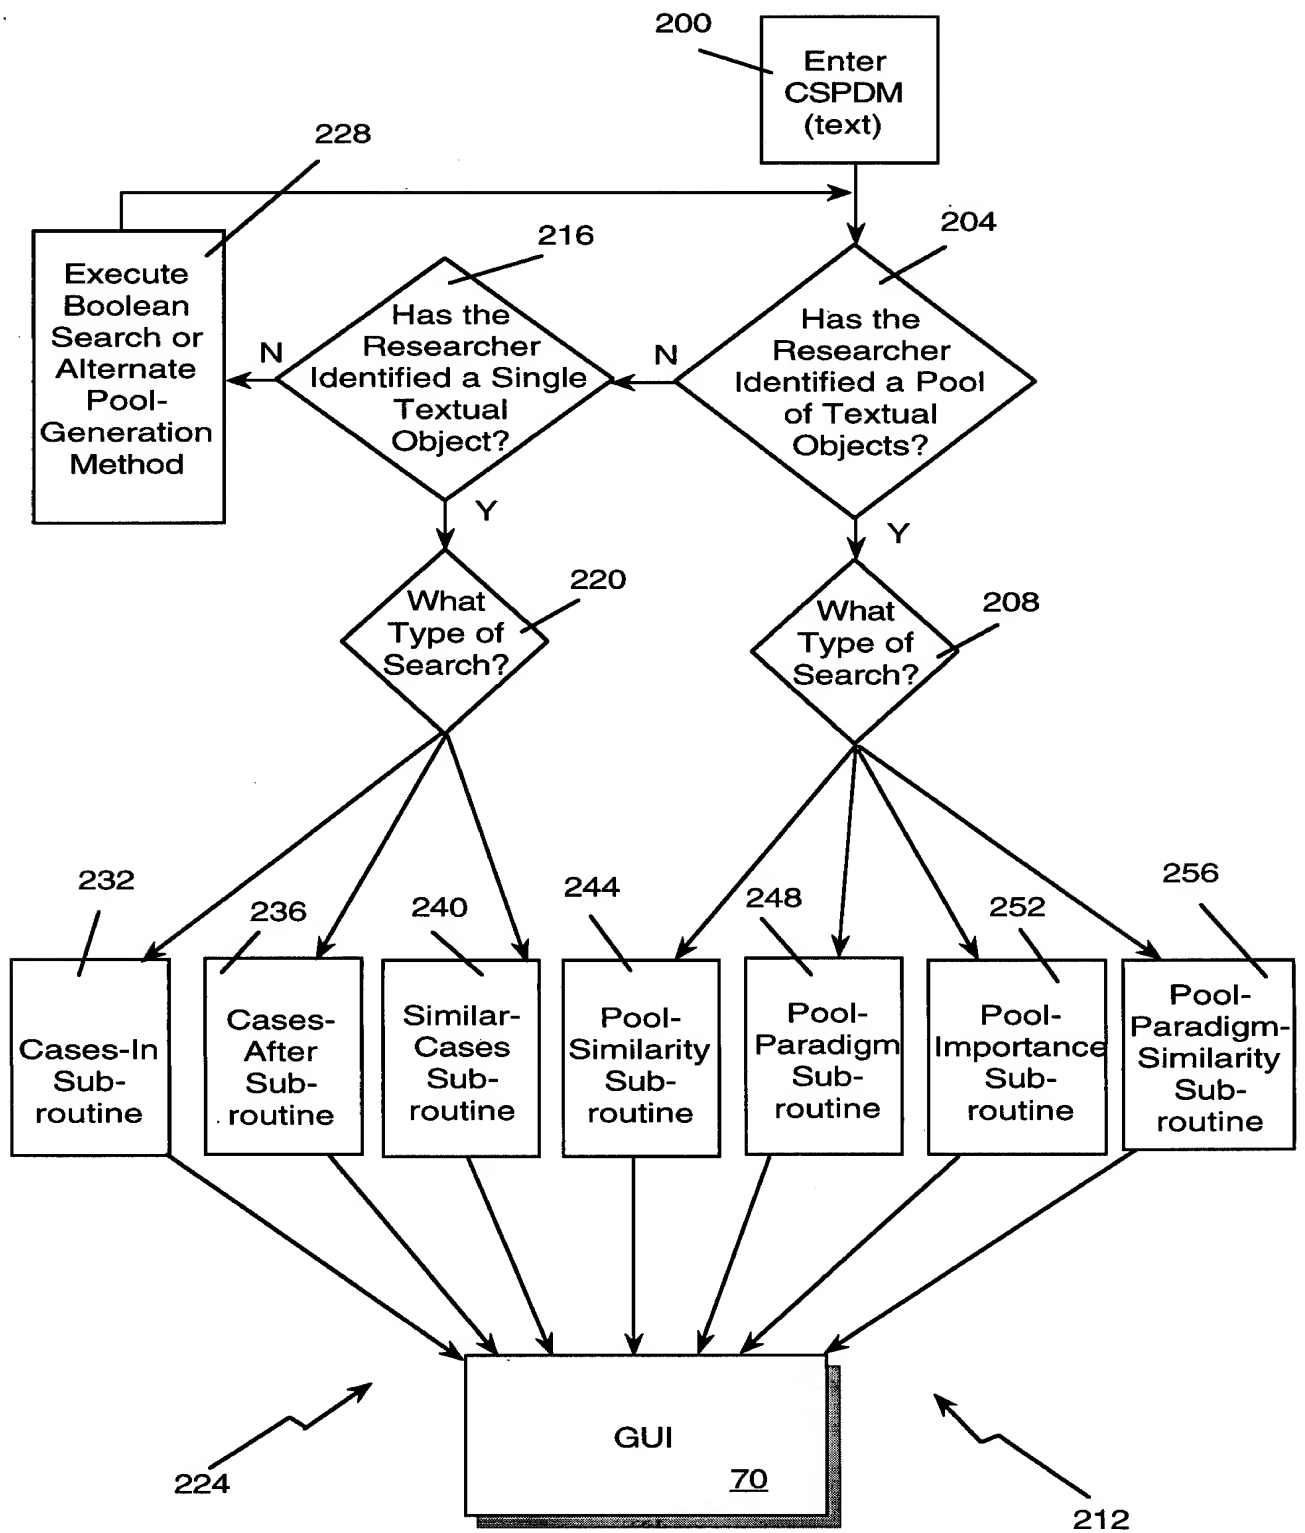 200
Enter
CSPDM
(text)
228
216
204
Execute
Boolean
Search or
Alternate
Pool-
Generation
Method
N
Has the
Researcher
Identified a Single
Textual
Object?
N
Has the
Researcher
Identified a Pool
of Textual
Objects?
Y
Y
220
What
Type of
Search?
208
What
Type of
Search?
232
236
240
244
248
252
256
Cases-In
Sub-
routine
Cases-
After
Sub-
routine
Similar-
Cases
Sub-
routine
Pool-
Similarity
Sub-
routine
Pool-
Paradigm
Sub-
routine
Pool-
Importance
Sub-
routine
Pool-
Paradigm-
Similarity
Sub-
routine
GUI
70
224
212